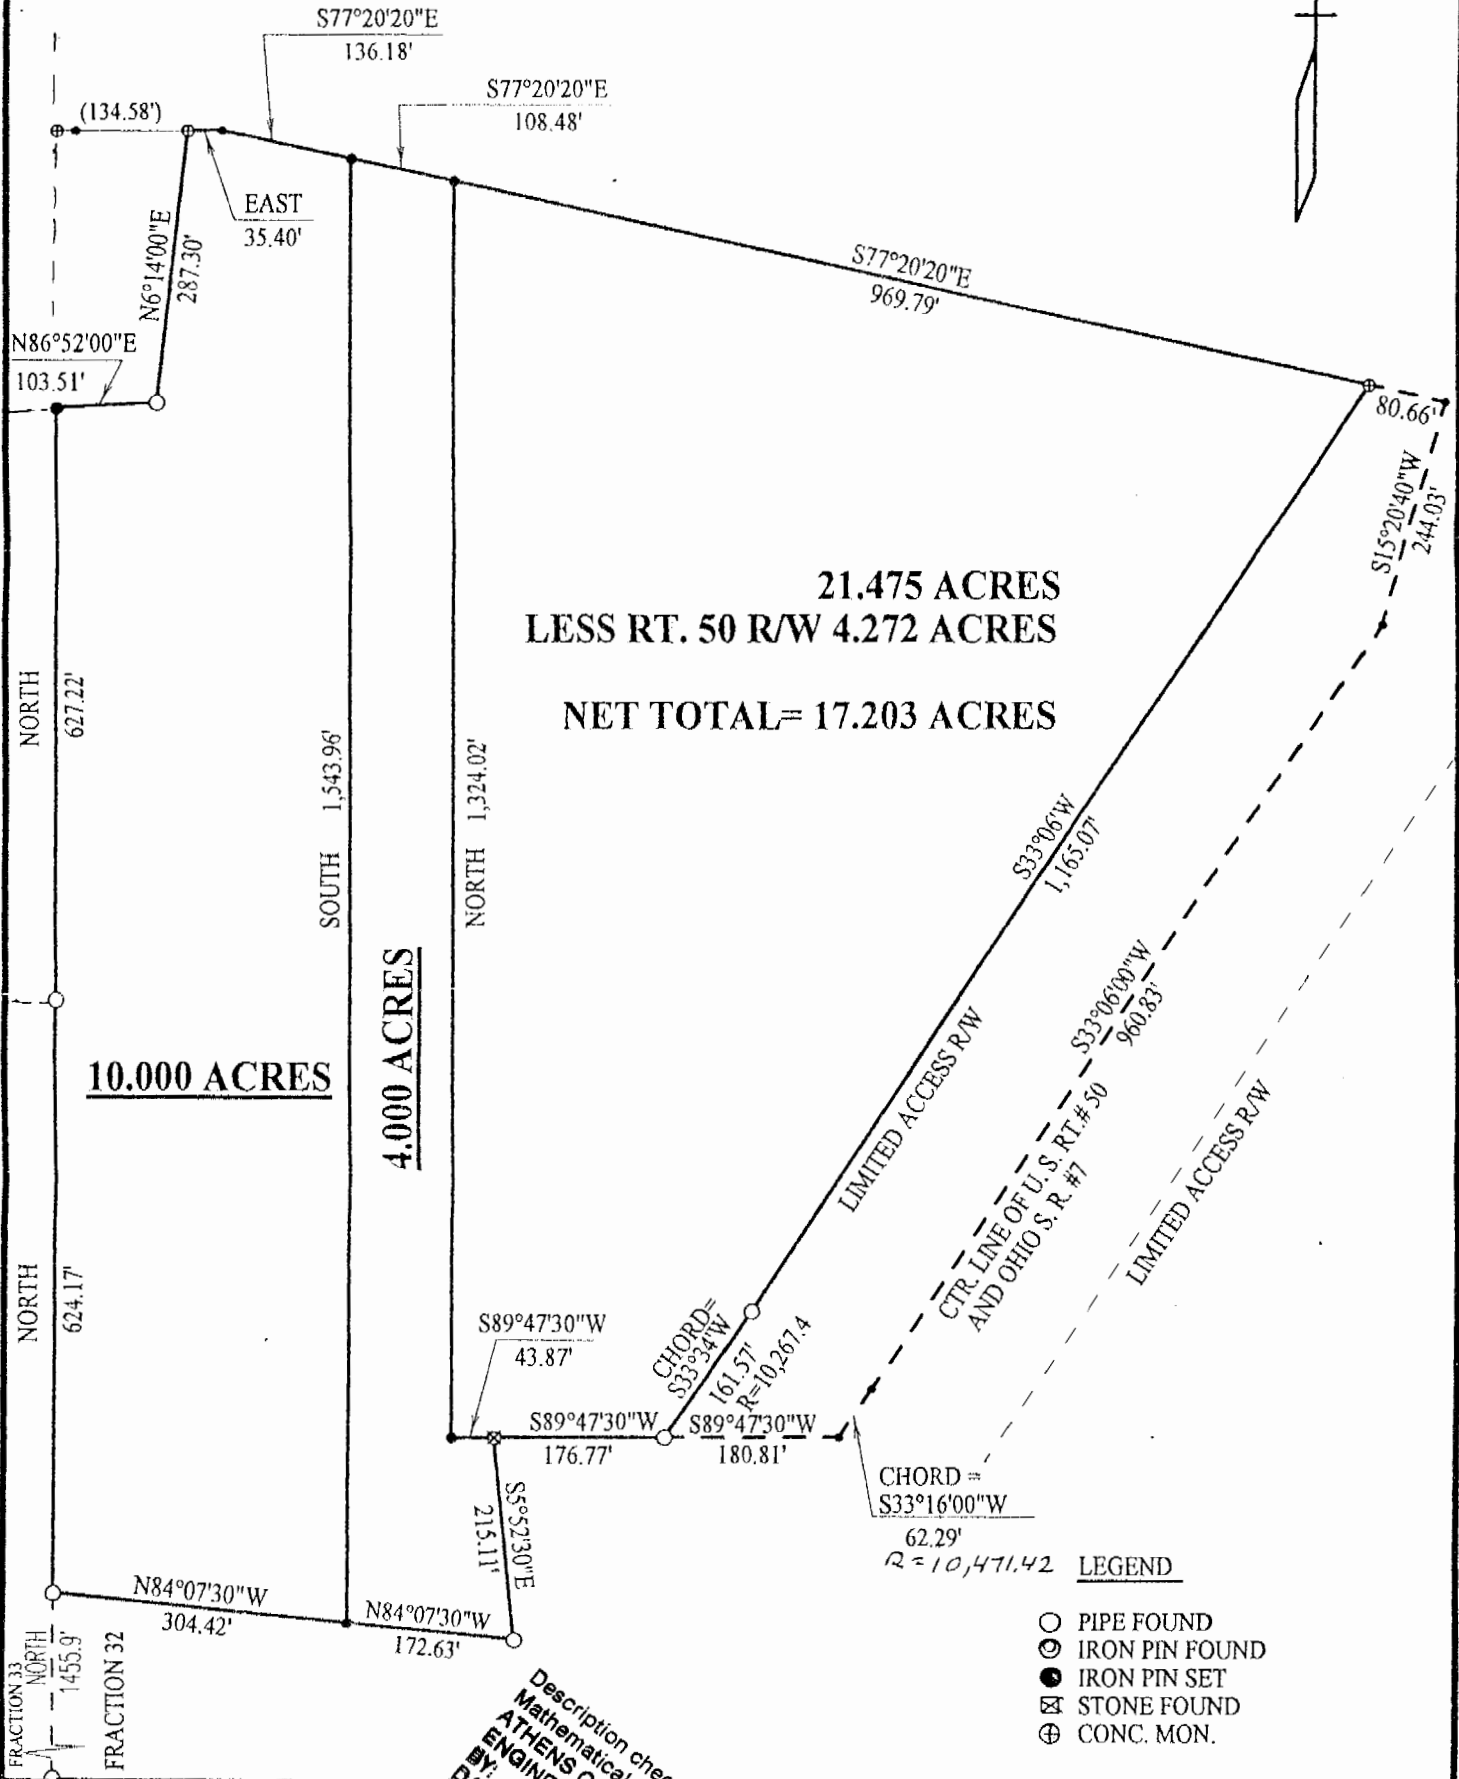 S77°20'20"E
136.18'
S77°20'20"E
108.48'
(134.58')
EAST
35.40'
N6°14'00"E
287.30'
N86°52'00"E
103.51'
S77°20'20"E
969.79'
80.66'
S15°20'40"W
244.03'
21.475 ACRES
LESS RT. 50 R/W 4.272 ACRES
NET TOTAL= 17.203 ACRES
NORTH
627.22'
SOUTH 1,543.96'
NORTH 1,324.02'
S33°06'W
1,165.07'
S33°06'00"W
960.83'
4.000 ACRES
10.000 ACRES
LIMITED ACCESS R/W
CTR. LINE OF U. S. RT.# 50
AND OHIO S. R. #7
LIMITED ACCESS R/W
NORTH
624.17'
S89°47'30"W
43.87'
CHORD=
S33°34'W
161.57'
R=10,267.4
S89°47'30"W
176.77'
S89°47'30"W
180.81'
S5°52'30"E
215.11'
CHORD =
S33°16'00"W
62.29'
R=10,471.42
N84°07'30"W
304.42'
N84°07'30"W
172.63'
FRACTION 33
NORTH
1455.9'
FRACTION 32
LEGEND
PIPE FOUND
IRON PIN FOUND
IRON PIN SET
STONE FOUND
CONC. MON.
Description
Mathematical
ATHENS
BY: